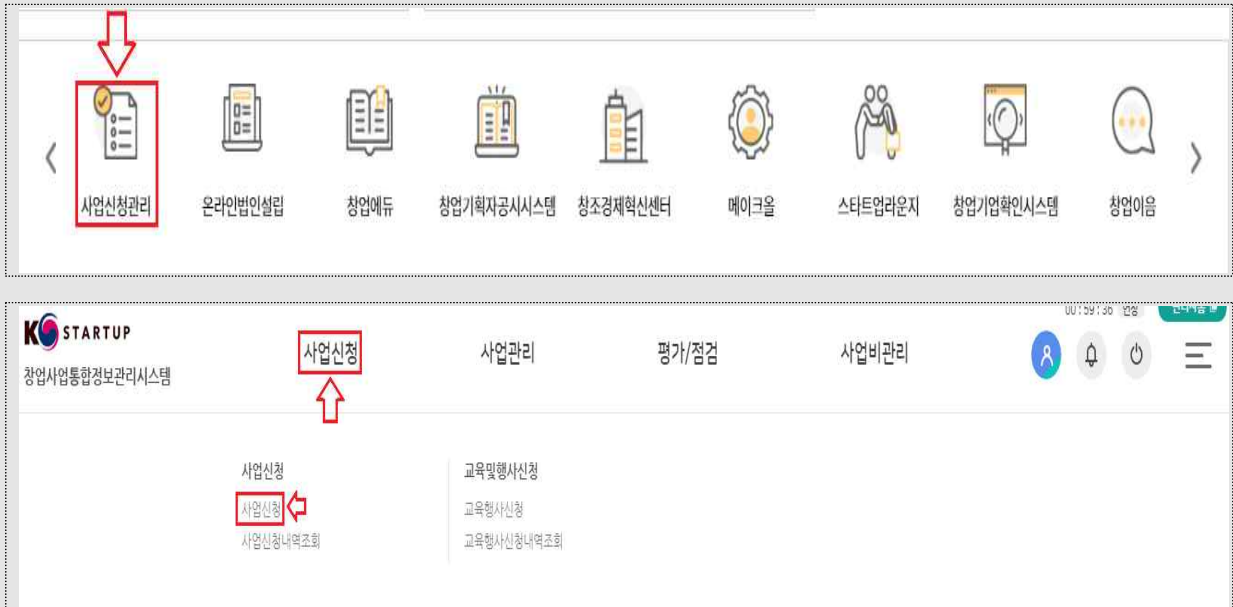 사업신청관리 온라인법인설립 창업에듀 창업기획자공시시스템 창조경제혁신센터 메이크올 스타트업라운지 창업기업확인시스템 창업이음
00:59:36 연장
K STARTUP
사업신청 사업관리 평가/점검 사업비관리
창업사업통합정보관리시스템
사업신청 교육및행사신청
사업신청 교육행사신청
사업신청내역조회 교육행사신청내역조회